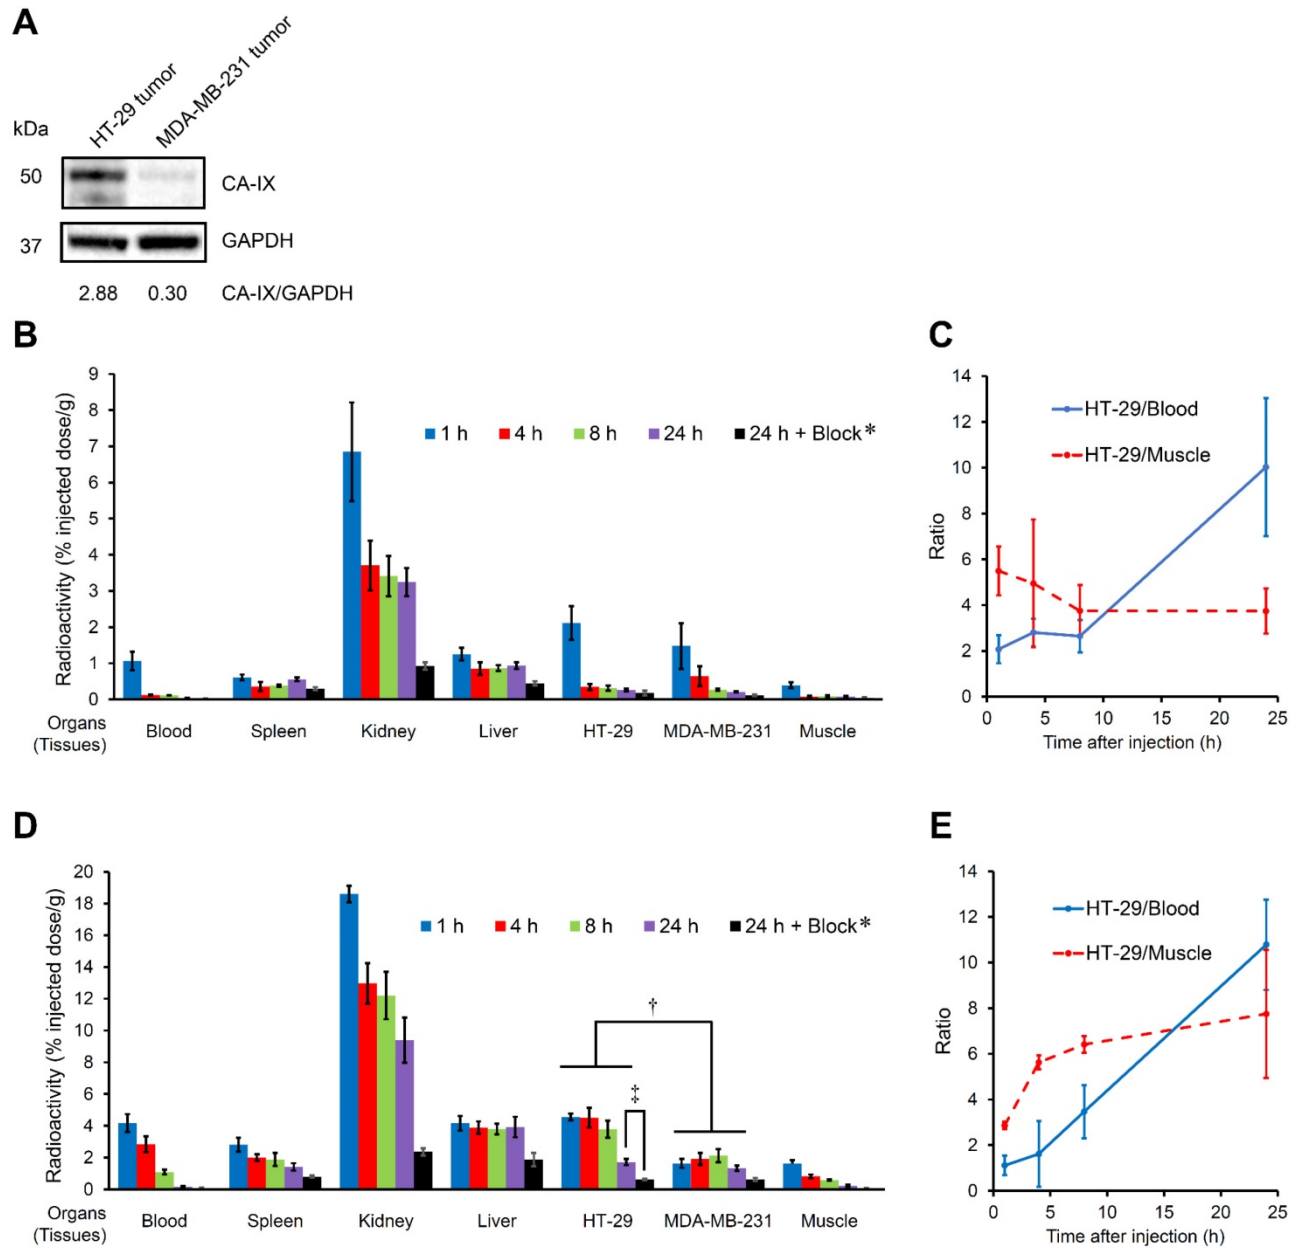 A
HT-29 tumor
MDA-MB-231 tumor
kDa
50
CA-IX
37
GAPDH
2.88 0.30 CA-IX/GAPDH
B
Radioactivity (% injected dose/g)
9
8
7
6
5
4
3
2
1
0
1 h 4 h 8 h 24 h 24 h + Block*
Organs
(Tissues)
Blood Spleen Kidney Liver HT-29 MDA-MB-231 Muscle
C
Ratio
14
12
10
8
6
4
2
0
HT-29/Blood
HT-29/Muscle
0 5 10 15 20 25
Time after injection (h)
D
Radioactivity (% injected dose/g)
20
18
16
14
12
10
8
6
4
2
0
1 h 4 h 8 h 24 h 24 h + Block*
†
‡
Organs
(Tissues)
Blood Spleen Kidney Liver HT-29 MDA-MB-231 Muscle
E
Ratio
14
12
10
8
6
4
2
0
HT-29/Blood
HT-29/Muscle
0 5 10 15 20 25
Time after injection (h)